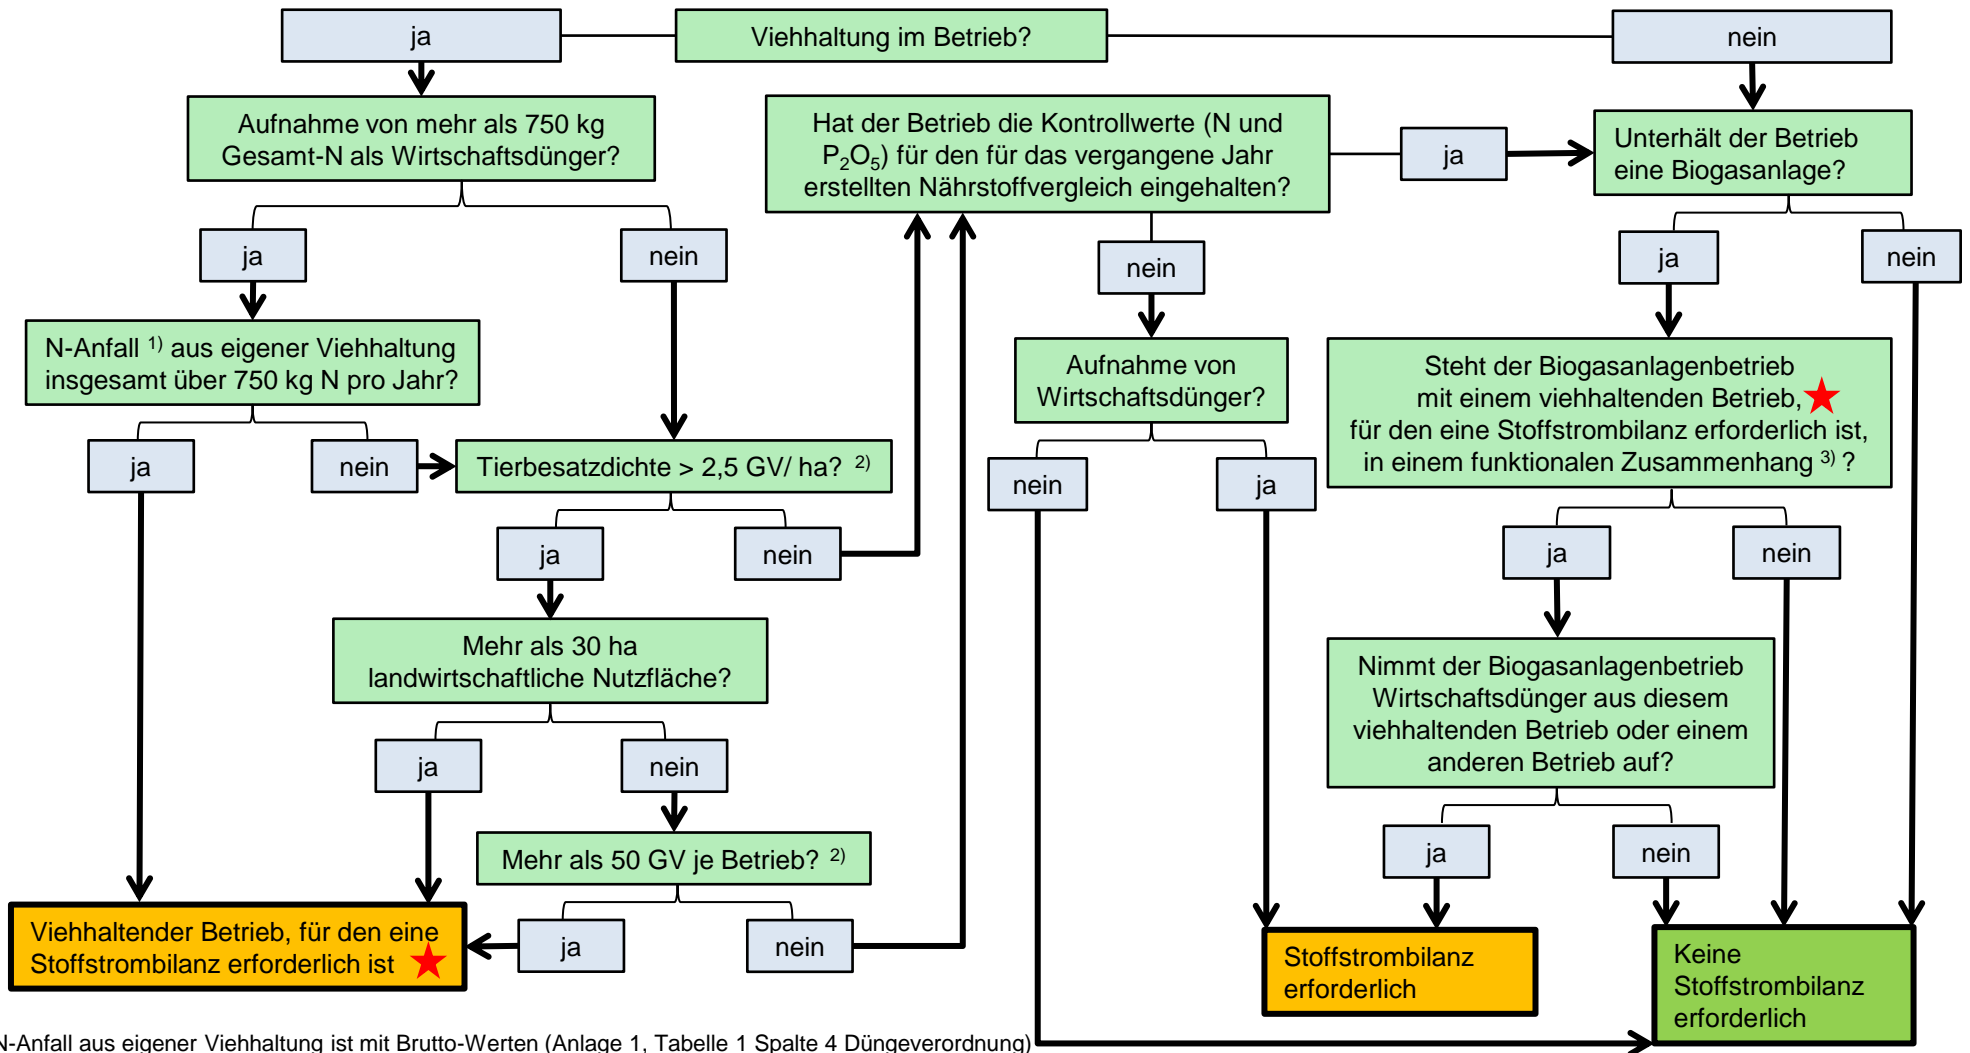 ja
Viehhaltung im Betrieb?
nein
Aufnahme von mehr als 750 kg
Gesamt-N als Wirtschaftsdünger?
Hat der Betrieb die Kontrollwerte (N und
P₂O₅) für den für das vergangene Jahr
erstellten Nährstoffvergleich eingehalten?
ja
Unterhält der Betrieb
eine Biogasanlage?
ja
nein
nein
ja
nein
N-Anfall ¹⁾ aus eigener Viehhaltung
insgesamt über 750 kg N pro Jahr?
Aufnahme von
Wirtschaftsdünger?
Steht der Biogasanlagenbetrieb
mit einem viehhaltenden Betrieb,
für den eine Stoffstrombilanz erforderlich ist,
in einem funktionalen Zusammenhang ³⁾ ?
ja
nein
Tierbesatzdichte > 2,5 GV/ ha? ²⁾
nein
ja
ja
nein
ja
nein
Mehr als 30 ha
landwirtschaftliche Nutzfläche?
Nimmt der Biogasanlagenbetrieb
Wirtschaftsdünger aus diesem
viehhaltenden Betrieb oder einem
anderen Betrieb auf?
ja
nein
Mehr als 50 GV je Betrieb? ²⁾
ja
nein
Viehhaltender Betrieb, für den eine
Stoffstrombilanz erforderlich ist
ja
nein
Stoffstrombilanz
erforderlich
Keine
Stoffstrombilanz
erforderlich
N-Anfall aus eigener Viehhaltung ist mit Brutto-Werten (Anlage 1, Tabelle 1 Spalte 4 Düngeverordnung)